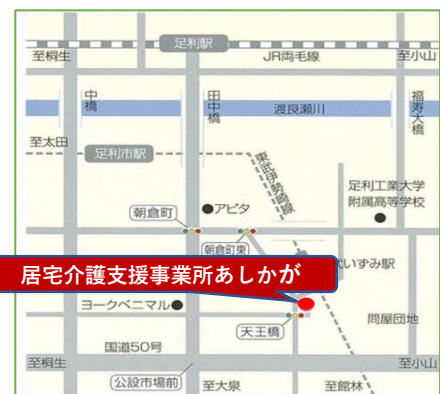 足利駅
至桐生
JR両毛線
至小山
中橋
田中橋
渡良瀬川
福寿大橋
至太田
足利市駅
東武伊勢崎線
足利工業大学
附属高等学校
朝倉町
アピタ
朝倉町東
いずみ駅
居宅介護支援事業所あしかが
ヨークベニマル
天王橋
問屋団地
国道50号
至桐生
至小山
公設市場前
至大泉
至館林